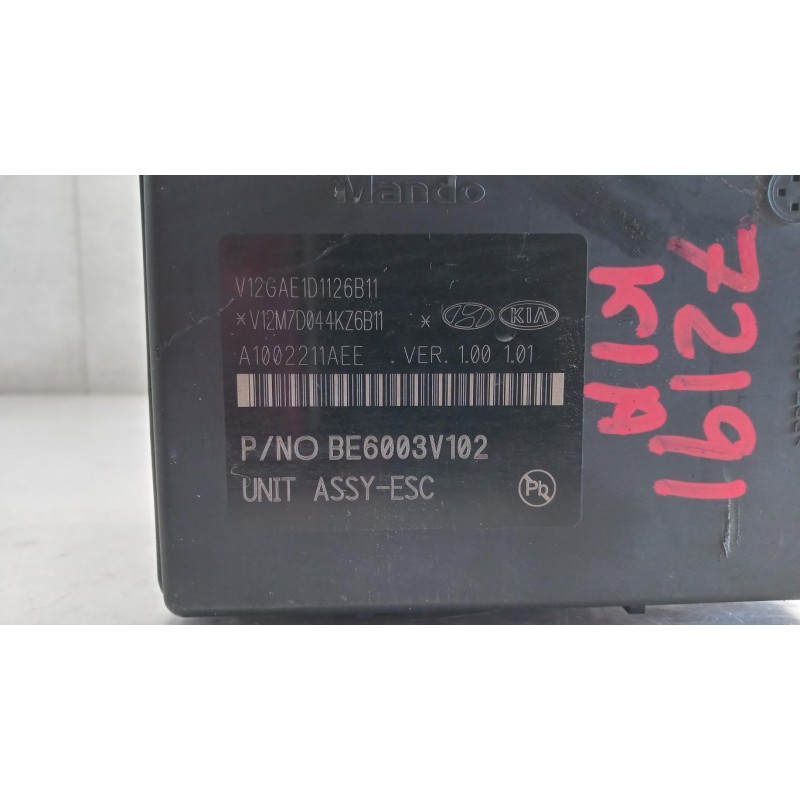 Mando
V12GAE1D1126B11
*V12M7D044KZ6B11 * KIA
A1002211AEE VER. 1.00 1.01
P/NO BE6003V102
UNIT ASSY-ESC
Pb
72191
KIA